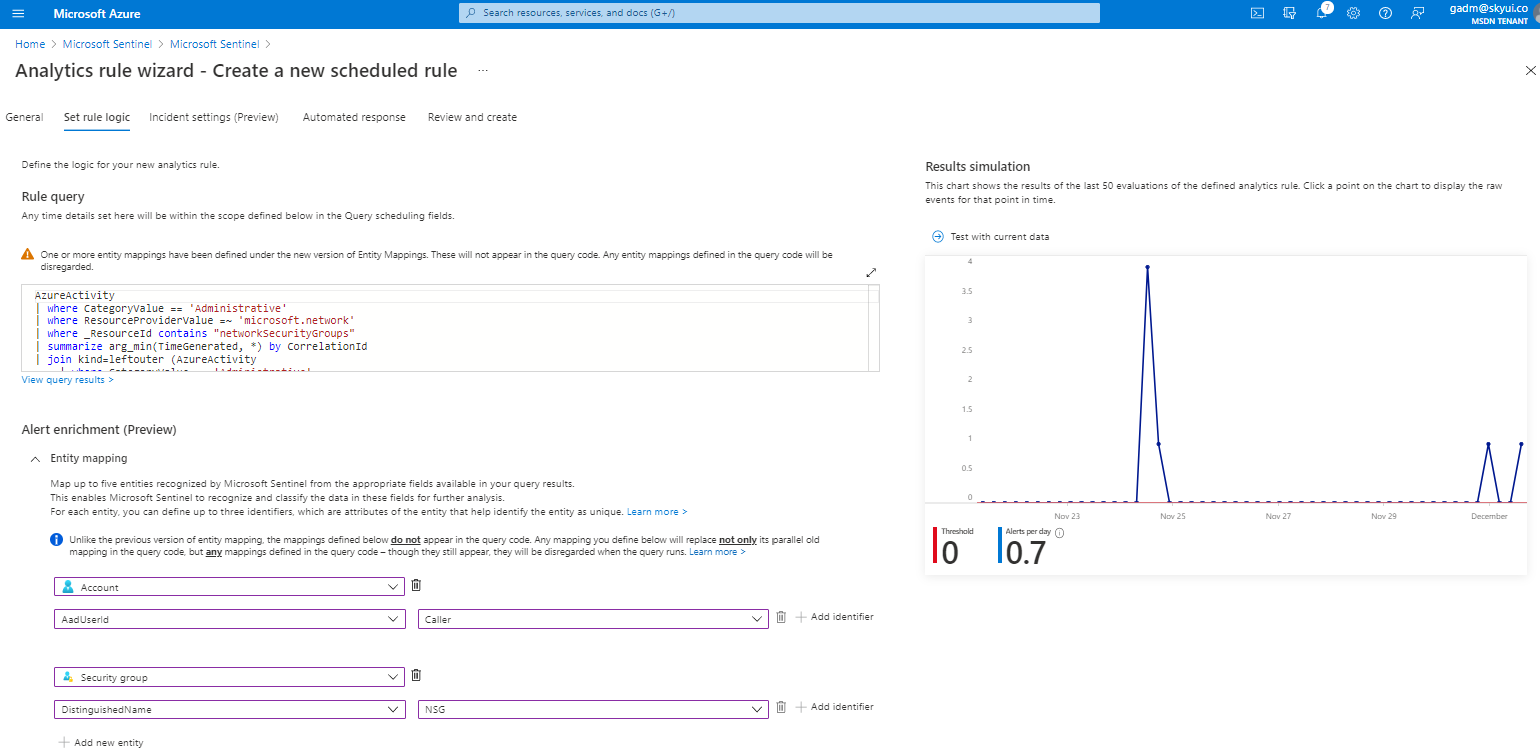 Microsoft Azure
Search resources, services, and docs (G+/)
7
gadm@skyui.co
MSDN TENANT
Home > Microsoft Sentinel > Microsoft Sentinel >
Analytics rule wizard - Create a new scheduled rule ...
General
Set rule logic
Incident settings (Preview)
Automated response
Review and create
Define the logic for your new analytics rule.
Rule query
Any time details set here will be within the scope defined below in the Query scheduling fields.
One or more entity mappings have been defined under the new version of Entity Mappings. These will not appear in the query code. Any entity mappings defined in the query code will be
disregarded.
AzureActivity
| where CategoryValue == 'Administrative'
| where ResourceProviderValue =~ 'microsoft.network'
| where _ResourceId contains "networkSecurityGroups"
| summarize arg_min(TimeGenerated, *) by CorrelationId
| join kind=leftouter (AzureActivity
View query results >
Alert enrichment (Preview)
Entity mapping
Map up to five entities recognized by Microsoft Sentinel from the appropriate fields available in your query results.
This enables Microsoft Sentinel to recognize and classify the data in these fields for further analysis.
For each entity, you can define up to three identifiers, which are attributes of the entity that help identify the entity as unique. Learn more >
Unlike the previous version of entity mapping, the mappings defined below do not appear in the query code. Any mapping you define below will replace not only its parallel old
mapping in the query code, but any mappings defined in the query code – though they still appear, they will be disregarded when the query runs. Learn more >
Account
AadUserId
Caller
Add identifier
Security group
DistinguishedName
NSG
Add identifier
Add new entity
Results simulation
This chart shows the results of the last 50 evaluations of the defined analytics rule. Click a point on the chart to display the raw
events for that point in time.
Test with current data
4
3.5
3
2.5
2
1.5
1
0.5
0
Nov 23
Nov 25
Nov 27
Nov 29
December
Threshold
0
Alerts per day
0.7